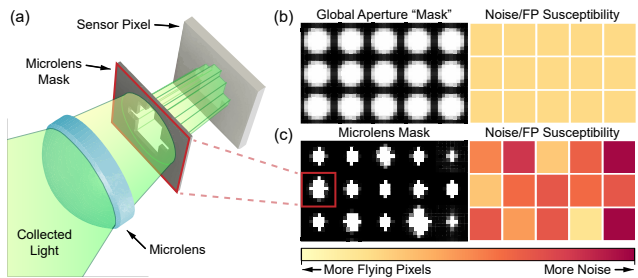 (a)
Sensor Pixel
Microlens
Mask
Collected
Light
Microlens
(b)
Global Aperture “Mask”
Noise/FP Susceptibility
(c)
Microlens Mask
Noise/FP Susceptibility
More Flying Pixels
More Noise